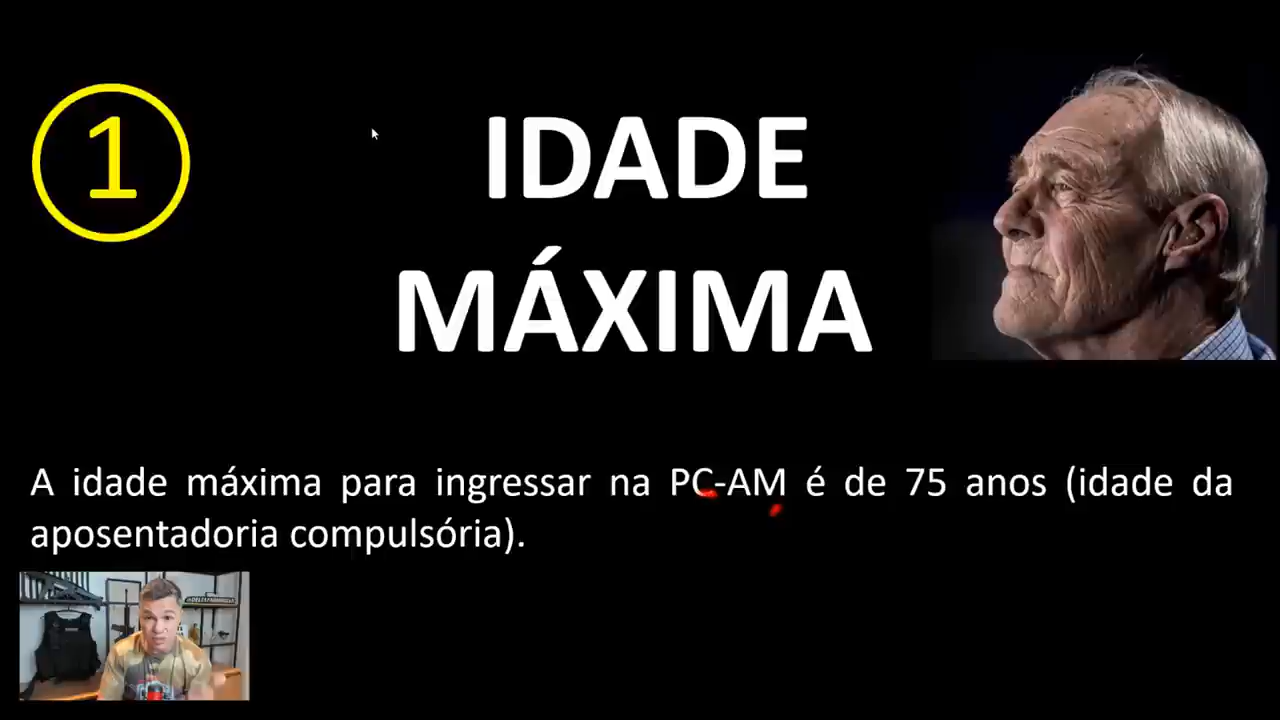 1
IDADE
MÁXIMA
A idade máxima para ingressar na PC-AM é de 75 anos (idade da
aposentadoria compulsória).